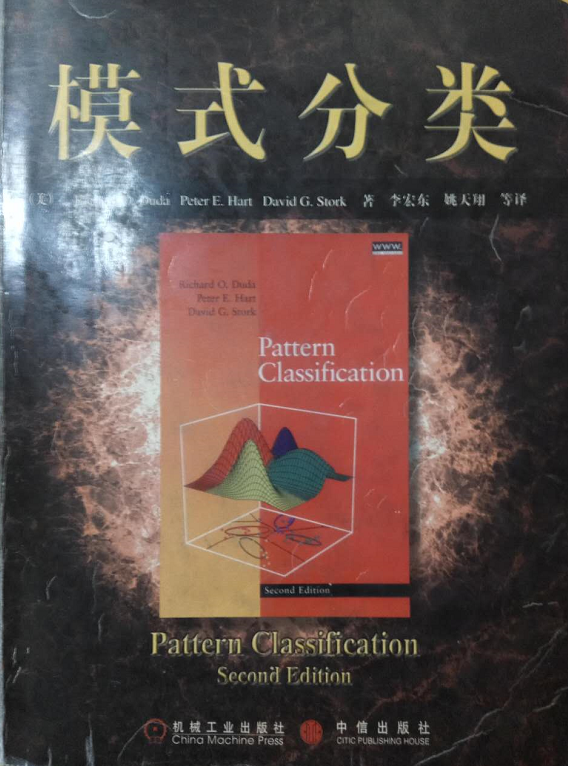 模式分类
（美） Duda Peter E. Hart David G. Stork 著 李宏东 姚天翔 等译
www.
Richard O. Duda
Peter E. Hart
David G. Stork
Pattern
Classification
Second Edition
Pattern Classification
Second Edition
机械工业出版社
China Machine Press
中信出版社
CITIC PUBLISHING HOUSE